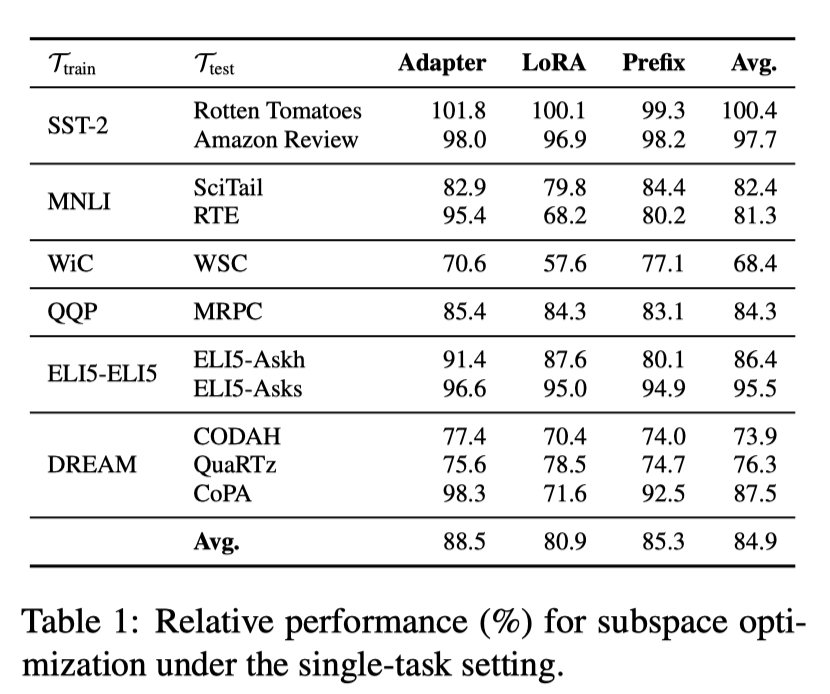 𝒯train 𝒯test Adapter LoRA Prefix Avg.
SST-2 Rotten Tomatoes 101.8 100.1 99.3 100.4
Amazon Review 98.0 96.9 98.2 97.7
MNLI SciTail 82.9 79.8 84.4 82.4
RTE 95.4 68.2 80.2 81.3
WiC WSC 70.6 57.6 77.1 68.4
QQP MRPC 85.4 84.3 83.1 84.3
ELI5-ELI5 ELI5-Askh 91.4 87.6 80.1 86.4
ELI5-Asks 96.6 95.0 94.9 95.5
DREAM CODAH 77.4 70.4 74.0 73.9
QuaRTz 75.6 78.5 74.7 76.3
CoPA 98.3 71.6 92.5 87.5
Avg. 88.5 80.9 85.3 84.9
Table 1: Relative performance (%) for subspace opti-
mization under the single-task setting.